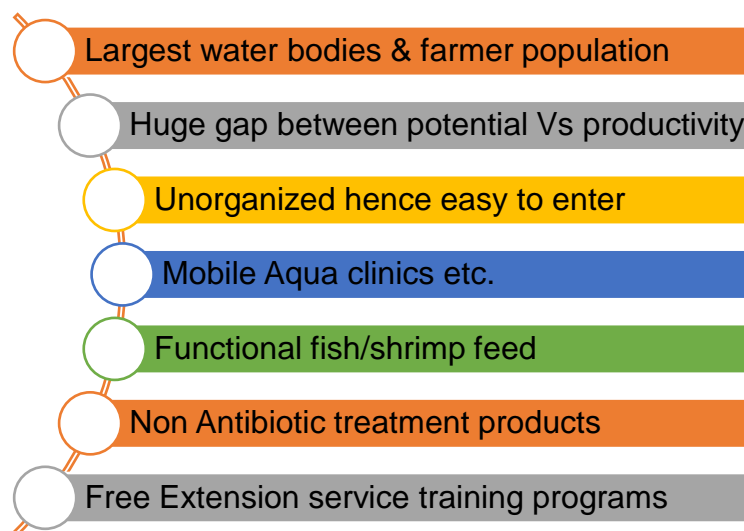 Largest water bodies & farmer population
Huge gap between potential Vs productivity
Unorganized hence easy to enter
Mobile Aqua clinics etc.
Functional fish/shrimp feed
Non Antibiotic treatment products
Free Extension service training programs